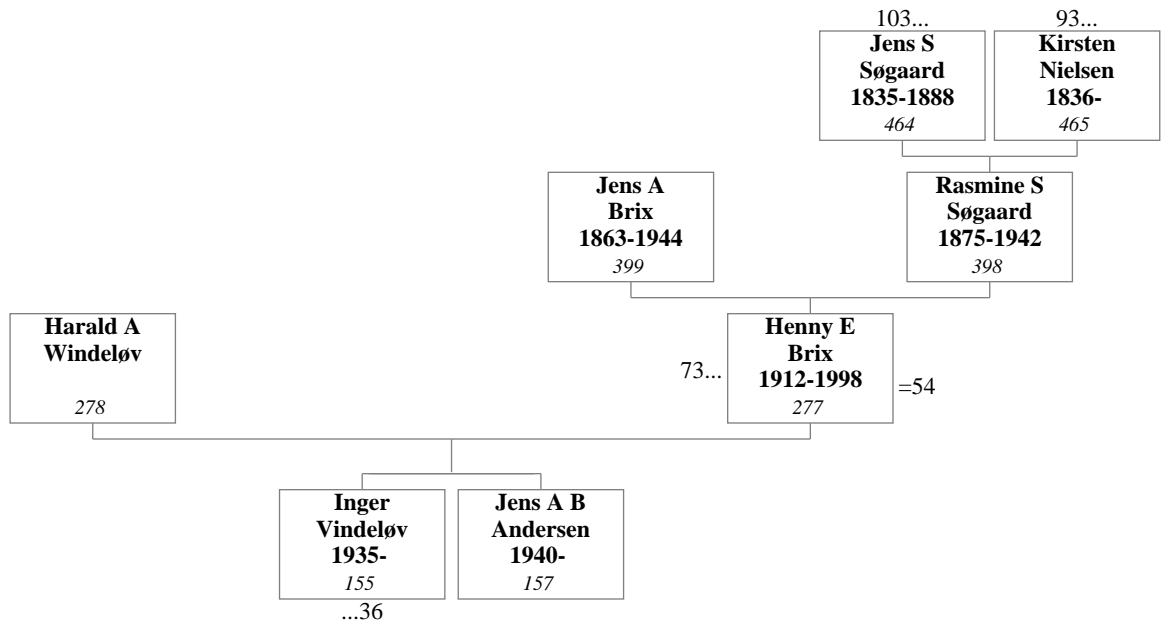 103...
Jens S
Søgaard
1835-1888
464
93...
Kirsten
Nielsen
1836-
465
Jens A
Brix
1863-1944
399
Rasmine S
Søgaard
1875-1942
398
Harald A
Windeløv
278
73...
Henny E
Brix
1912-1998
277
=54
Inger
Vindeløv
1935-
155
...36
Jens A B
Andersen
1940-
157